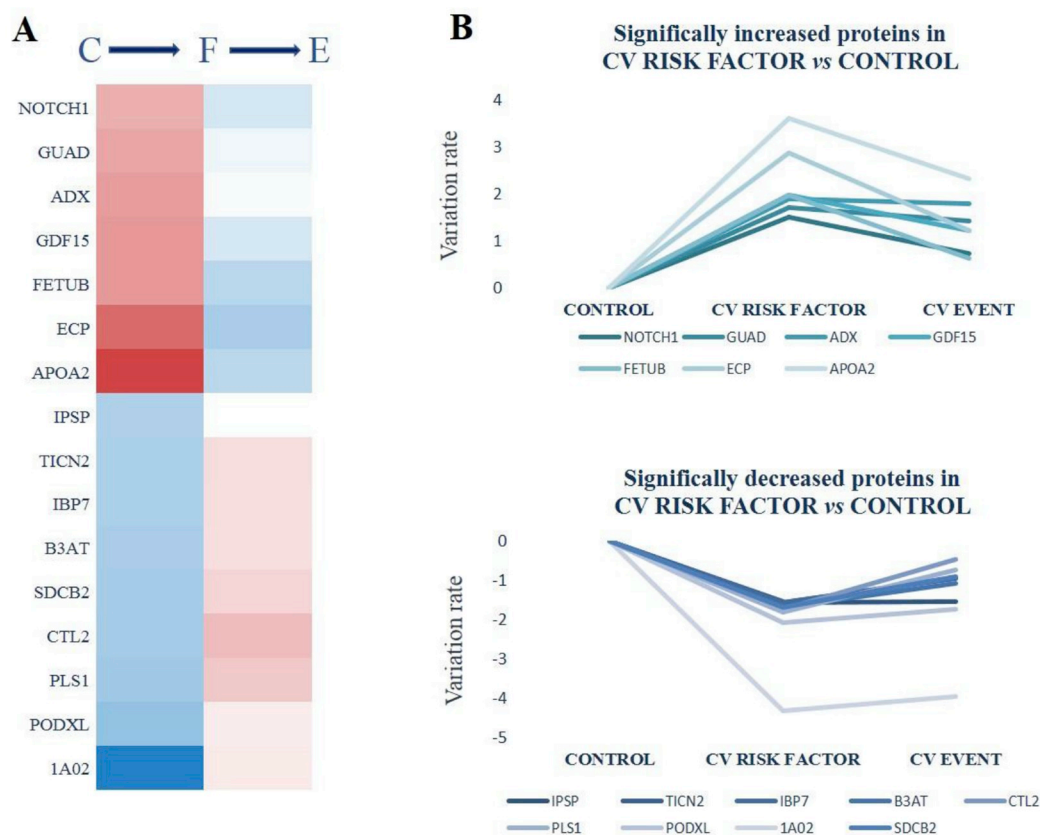 A
C F E
NOTCH1
GUAD
ADX
GDF15
FETUB
ECP
APOA2
IPSP
TICN2
IBP7
B3AT
SDCB2
CTL2
PLS1
PODXL
1A02
B
Significally increased proteins in
CV RISK FACTOR vs CONTROL
Variation rate
4
3
2
1
0
CONTROL CV RISK FACTOR CV EVENT
NOTCH1 GUAD ADX GDF15
FETUB ECP APOA2
Significantly decreased proteins in
CV RISK FACTOR vs CONTROL
Variation rate
0
-1
-2
-3
-4
-5
CONTROL CV RISK FACTOR CV EVENT
IPSP TICN2 IBP7 B3AT CTL2
PLS1 PODXL 1A02 SDCB2